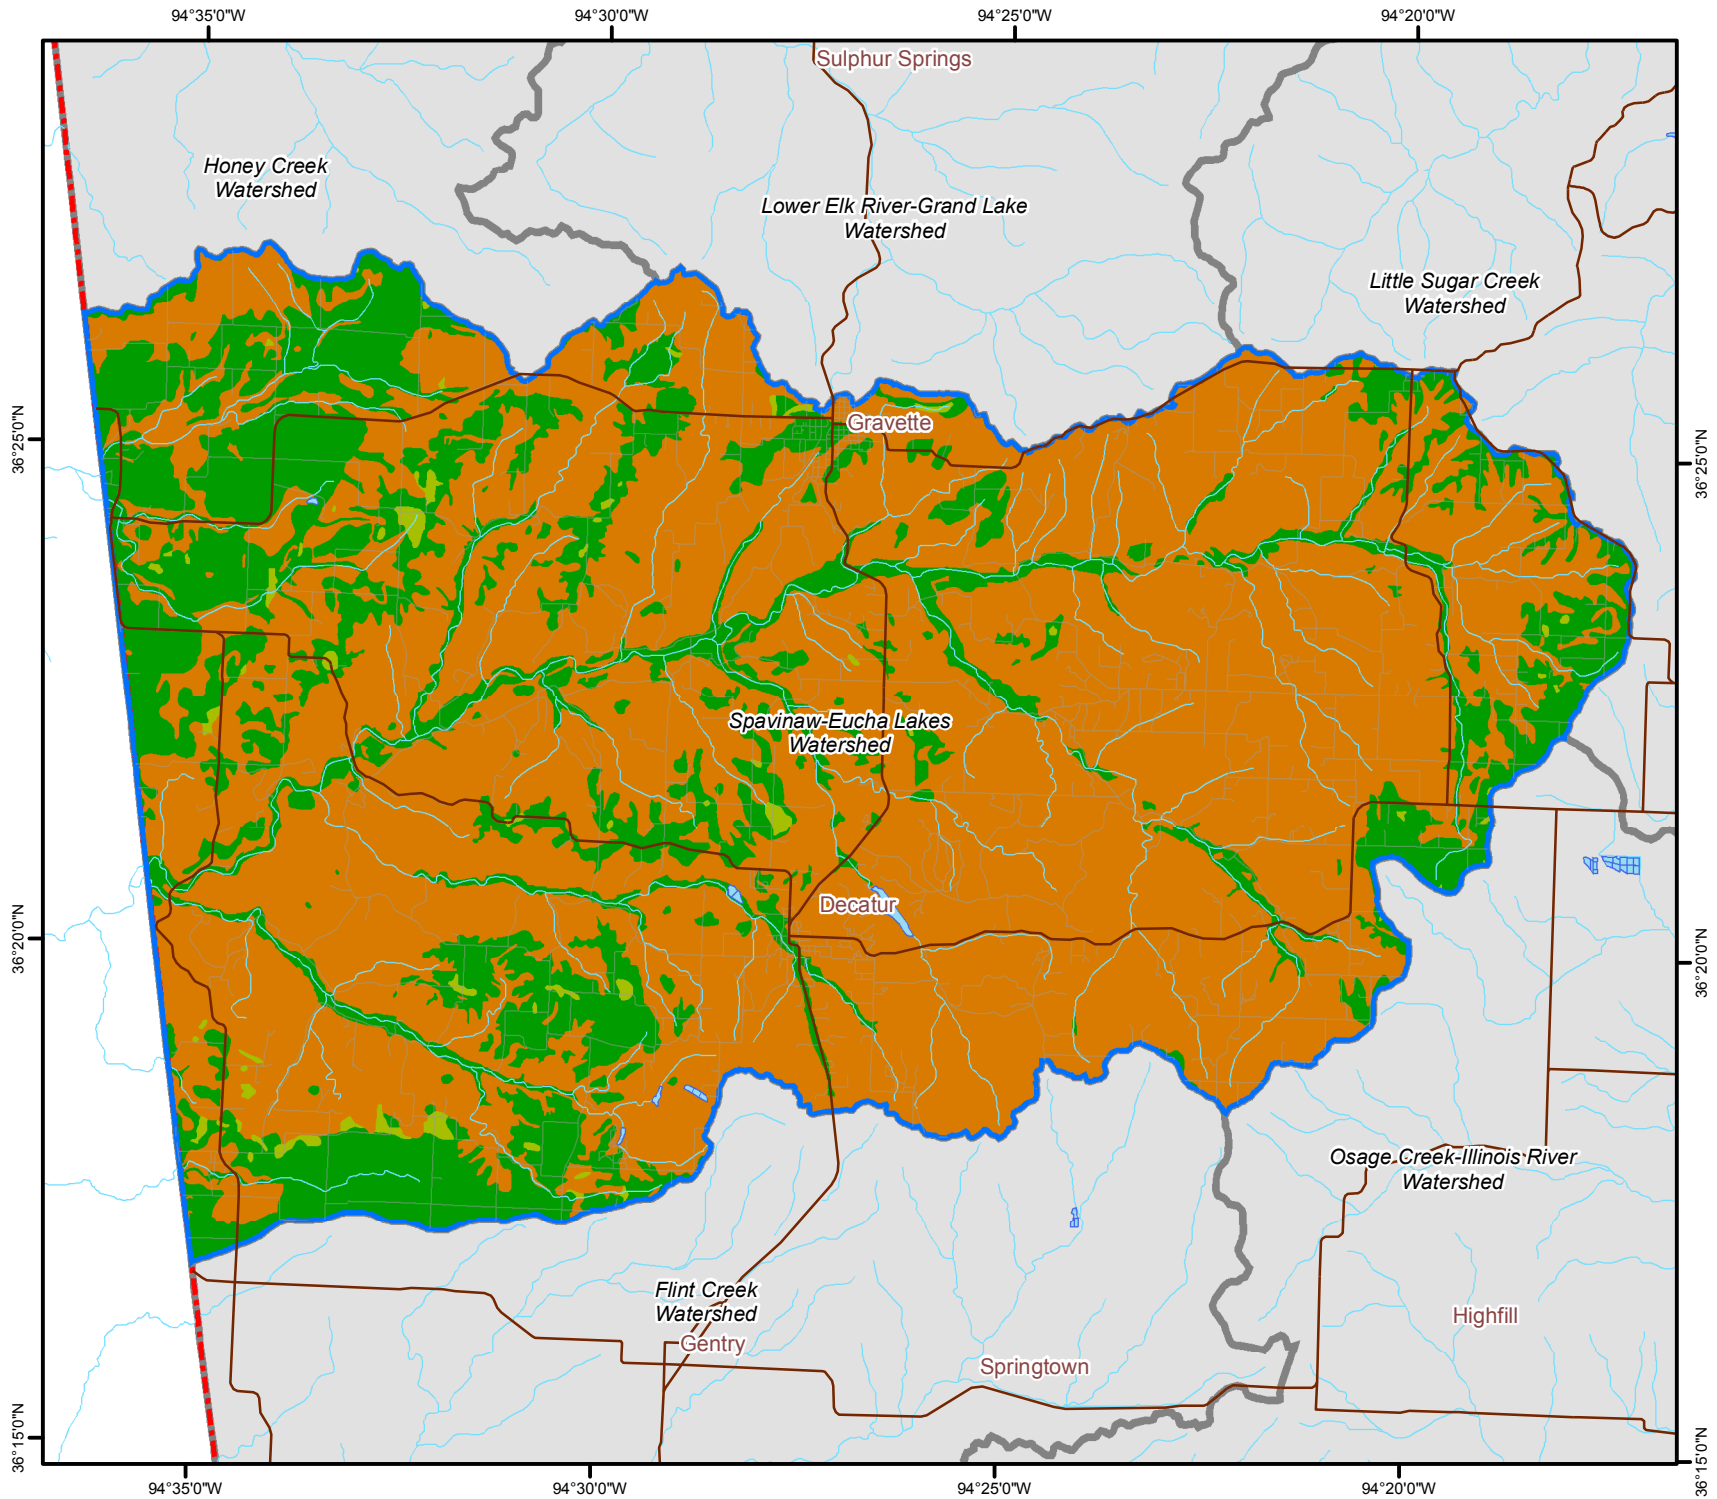 94°35'0"W
94°30'0"W
94°25'0"W
94°20'0"W
Sulphur Springs
Honey Creek
Watershed
Lower Elk River-Grand Lake
Watershed
Little Sugar Creek
Watershed
Gravette
36°25'0"N
36°25'0"N
Spavinaw-Eucha Lakes
Watershed
Decatur
36°20'0"N
36°20'0"N
Osage Creek-Illinois River
Watershed
Flint Creek
Watershed
Highfill
Gentry
Springtown
36°15'0"N
36°15'0"N
94°35'0"W
94°30'0"W
94°25'0"W
94°20'0"W